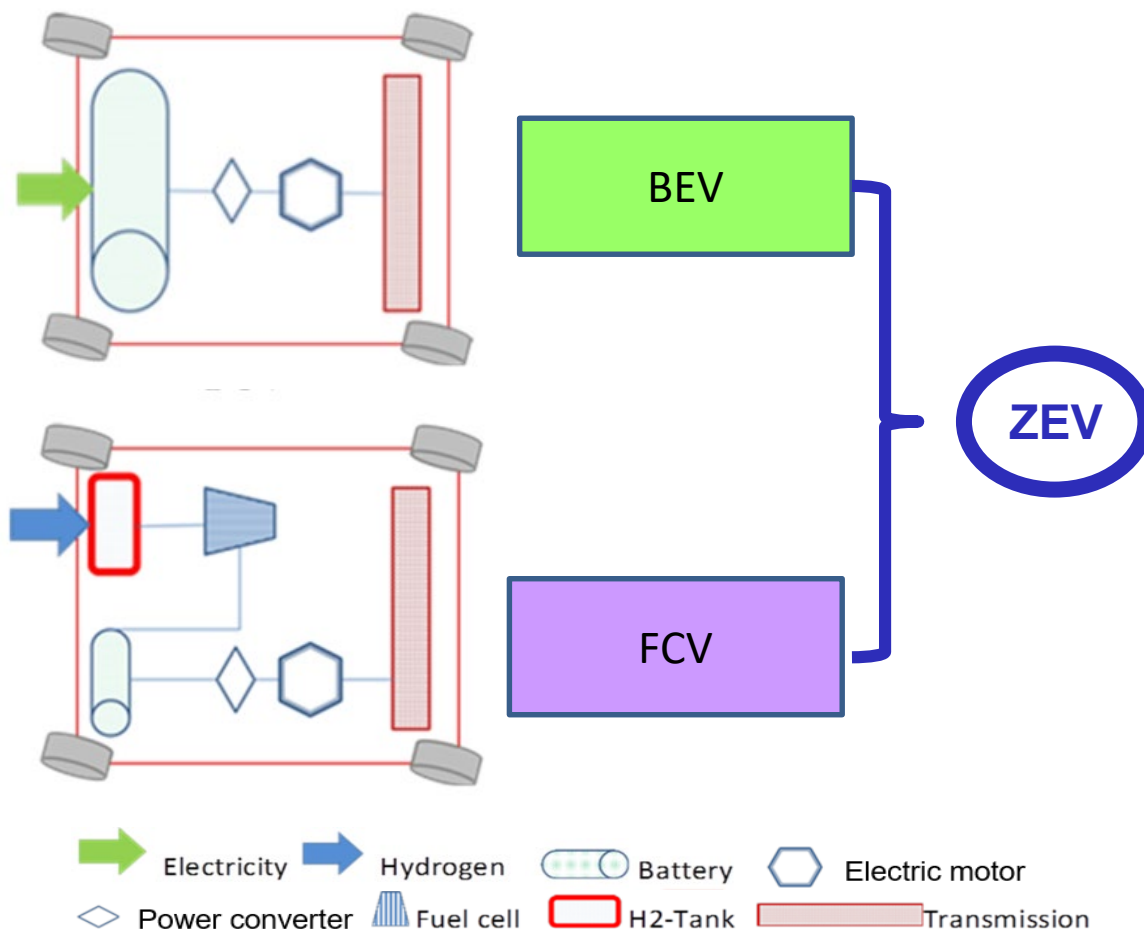 BEV
ZEV
FCV
Electricity Hydrogen Battery Electric motor
Power converter Fuel cell H2-Tank Transmission